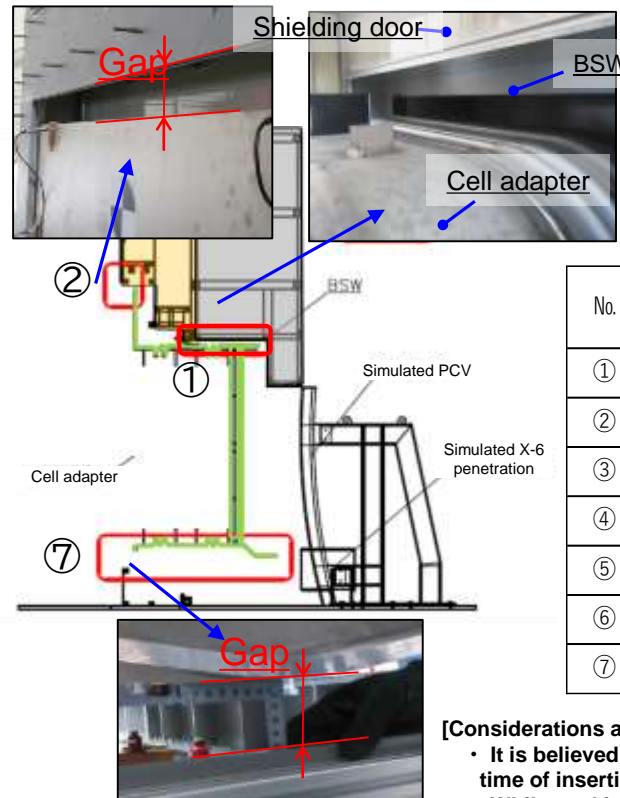 Shielding door
Gap
BSW
Cell adapter
②
BSW
①
Simulated PCV
Simulated X-6
penetration
Cell adapter
⑦
Gap
No.
①
②
③
④
⑤
⑥
⑦
[Considerations a
・ It is believed
time of inserti